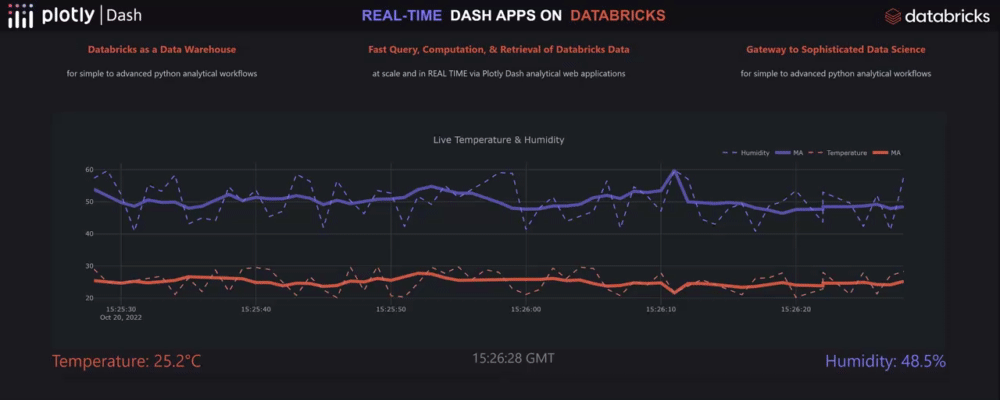 plotly | Dash
REAL-TIME DASH APPS ON DATABRICKS
databricks
Databricks as a Data Warehouse
for simple to advanced python analytical workflows
Fast Query, Computation, & Retrieval of Databricks Data
at scale and in REAL TIME via Plotly Dash analytical web applications
Gateway to Sophisticated Data Science
for simple to advanced python analytical workflows
Live Temperature & Humidity
Humidity MA Temperature MA
60
50
40
30
20
15:25:30 15:25:40 15:25:50 15:26:00 15:26:10 15:26:20
Oct 20, 2022
Temperature: 25.2°C
15:26:28 GMT
Humidity: 48.5%